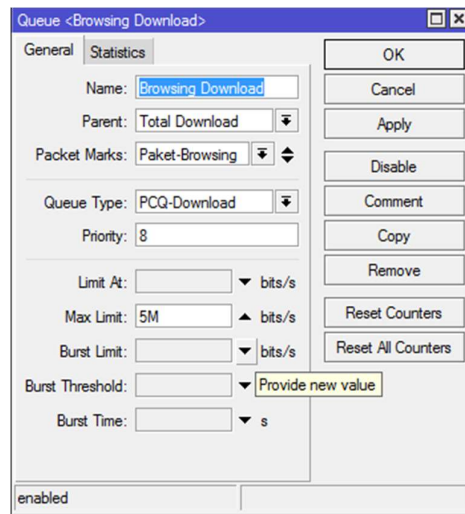 Queue <Browsing Download>
General Statistics
Name: Browsing Download
Parent: Total Download
Packet Marks: Paket-Browsing
Queue Type: PCQ-Download
Priority: 8
Limit At: bits/s
Max Limit: 5M bits/s
Burst Limit: bits/s
Burst Threshold: Provide new value
Burst Time: s
enabled
OK
Cancel
Apply
Disable
Comment
Copy
Remove
Reset Counters
Reset All Counters